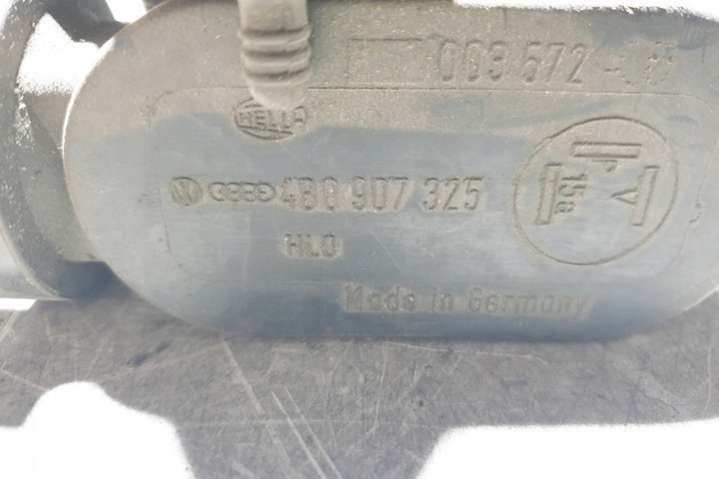 003 572
HELLA
4B0 907 325
HLO
15a
Made in Germany